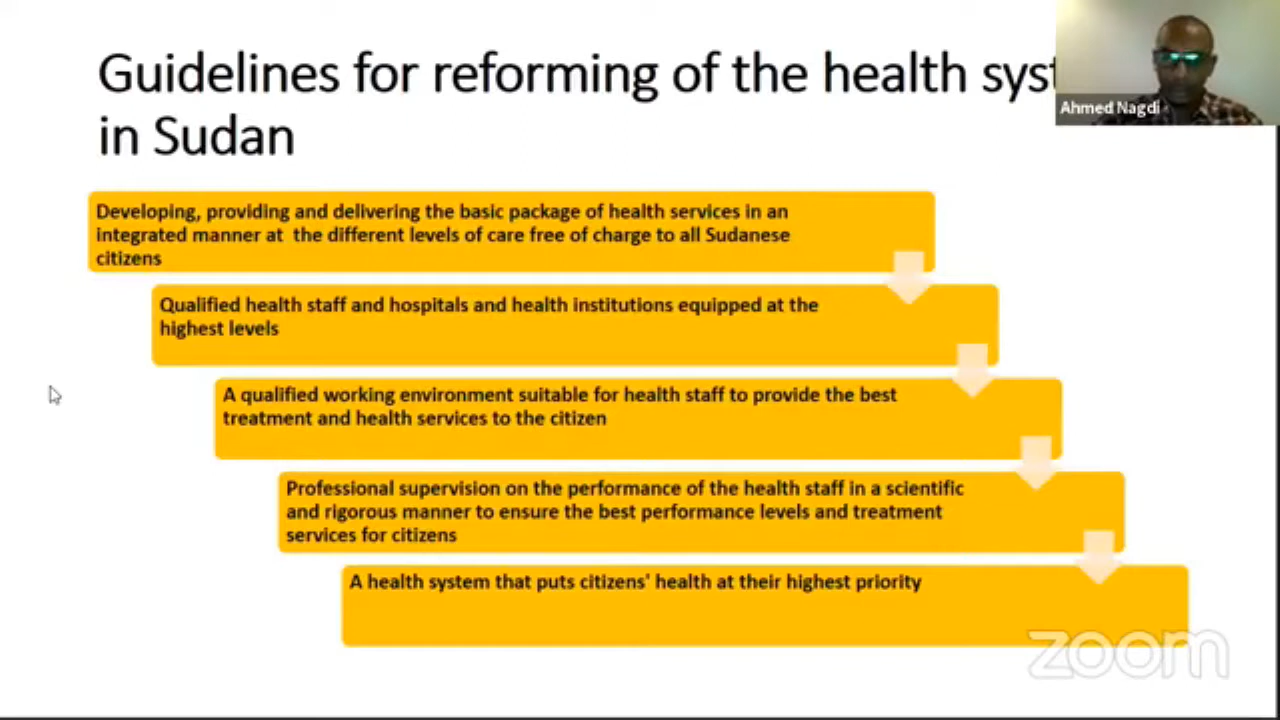 Guidelines for reforming of the health syst
in Sudan
Ahmed Nagdi
Developing, providing and delivering the basic package of health services in an
integrated manner at  the different levels of care free of charge to all Sudanese
citizens
Qualified health staff and hospitals and health institutions equipped at the
highest levels
A qualified working environment suitable for health staff to provide the best
treatment and health services to the citizen
Professional supervision on the performance of the health staff in a scientific
and rigorous manner to ensure the best performance levels and treatment
services for citizens
A health system that puts citizens' health at their highest priority
zoom